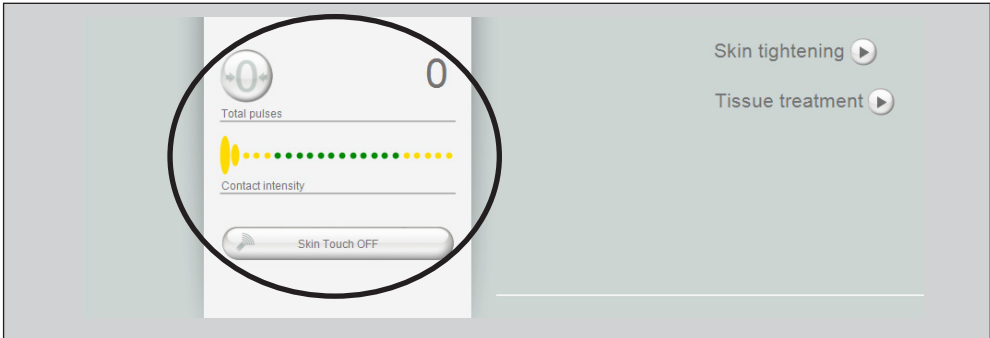 0 0
Total pulses
Contact intensity
Skin Touch OFF
Skin tightening
Tissue treatment